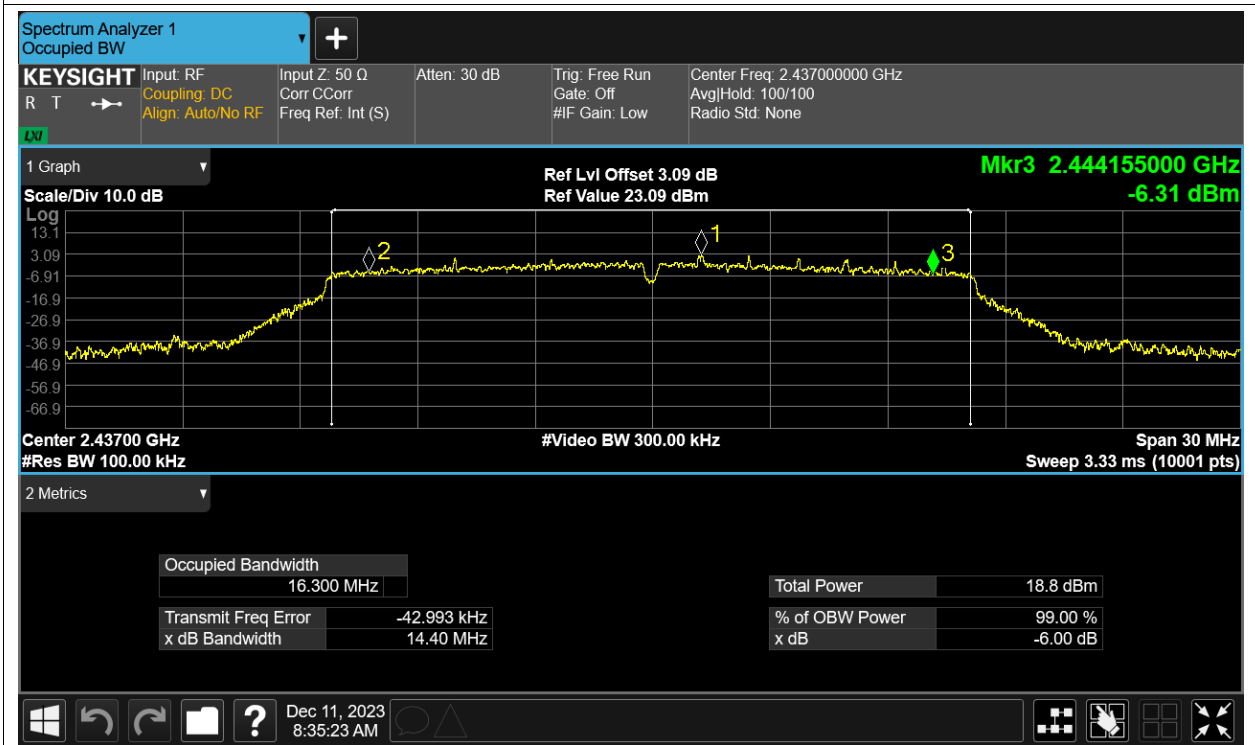 Spectrum Analyzer 1
Occupied BW
KEYSIGHT
R T
LXI
Input: RF
Coupling: DC
Align: Auto/No RF
Input Z: 50 Ω
Corr CCorr
Freq Ref: Int (S)
Atten: 30 dB
Trig: Free Run
Gate: Off
#IF Gain: Low
Center Freq: 2.437000000 GHz
Avg|Hold: 100/100
Radio Std: None
1 Graph
Scale/Div 10.0 dB
Ref Lvl Offset 3.09 dB
Ref Value 23.09 dBm
Mkr3 2.444155000 GHz
-6.31 dBm
Log
13.1
3.09
-6.91
-16.9
-26.9
-36.9
-46.9
-56.9
-66.9
2
1
3
Center 2.43700 GHz
#Res BW 100.00 kHz
#Video BW 300.00 kHz
Span 30 MHz
Sweep 3.33 ms (10001 pts)
2 Metrics
Occupied Bandwidth
16.300 MHz
Transmit Freq Error -42.993 kHz
x dB Bandwidth 14.40 MHz
Total Power 18.8 dBm
% of OBW Power 99.00 %
x dB -6.00 dB
?
Dec 11, 2023
8:35:23 AM